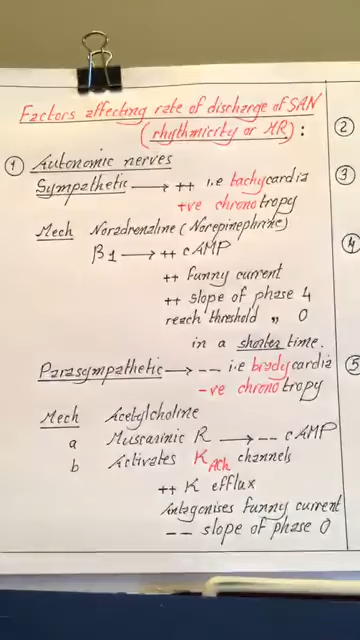 Factors affecting rate of discharge of SAN
(rhythmicity or HR):
① Autonomic nerves
Sympathetic → ++ i.e tachycardia
+ve chronotropy
Mech Noradrenaline (Norepinephrine)
β1 → ++ cAMP
++ funny current
++ slope of phase 4
reach threshold „ 0
in a shorter time.
Parasympathetic → -- i.e bradycardia
-ve chronotropy
Mech Acetylcholine
a Muscarinic R → -- cAMP
b Activates K ACh channels
++ K efflux
Antagonises funny current
-- slope of phase 0
②
③
④
⑤